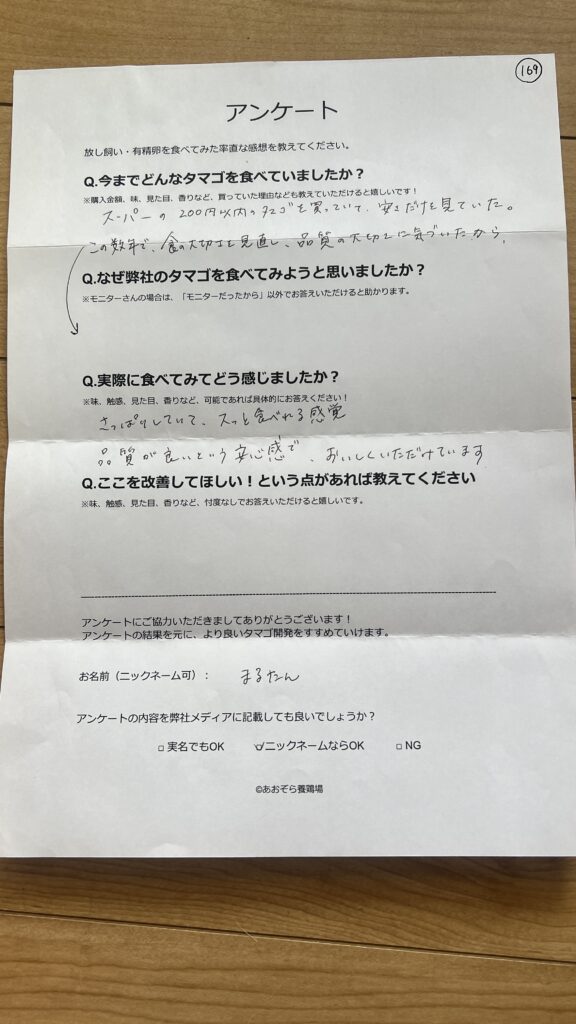 169
アンケート
放し飼い・有精卵を食べてみた率直な感想を教えてください。
Q.今までどんなタマゴを食べていましたか？
※購入金額、味、見た目、香りなど、買っていた理由なども教えていただけると嬉しいです！
スーパーの200円以内のタマゴを買っていて、安さだけを見ていた。
この数年で、食の大切さを見直し、品質の大切さに気づいたから、
Q.なぜ弊社のタマゴを食べてみようと思いましたか？
※モニターさんの場合は、「モニターだったから」以外でお答えいただけると助かります。
Q.実際に食べてみてどう感じましたか？
※味、触感、見た目、香りなど、可能であれば具体的にお答えください！
さっぱりしていて、スッと食べれる感覚
品質が良いという安心感で、おいしくいただけています
Q.ここを改善してほしい！という点があれば教えてください
※味、触感、見た目、香りなど、忖度なしでお答えいただけると嬉しいです。
アンケートにご協力いただきましてありがとうございます！
アンケートの結果を元に、より良いタマゴ開発をすすめていけます。
お名前（ニックネーム可）： まるたん
アンケートの内容を弊社メディアに記載しても良いでしょうか？
□ 実名でもOK ☑ニックネームならOK □ NG
©あおぞら養鶏場